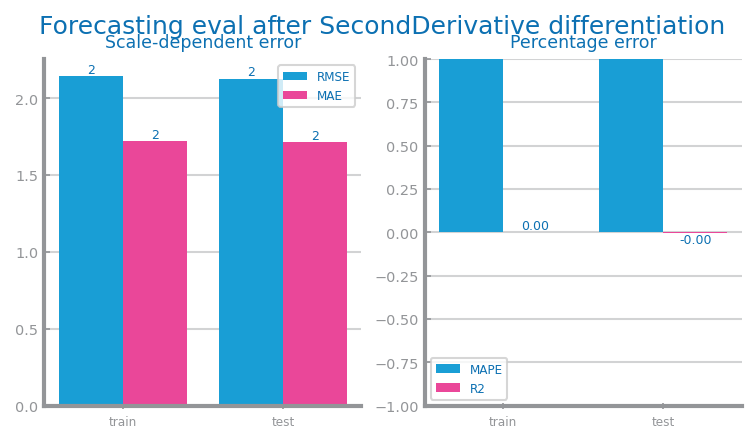 Forecasting eval after SecondDerivative differentiation
Scale-dependent error
2
2
2
2
RMSE
MAE
2.0
1.5
1.0
0.5
0.0
train
test
Percentage error
1.00
0.75
0.50
0.25
0.00
−0.25
−0.50
−0.75
−1.00
0.00
-0.00
MAPE
R2
train
test